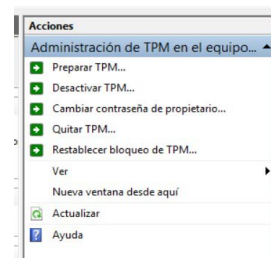 Acciones
Administración de TPM en el equipo...
Preparar TPM...
Desactivar TPM...
Cambiar contraseña de propietario...
Quitar TPM...
Restablecer bloqueo de TPM...
Ver
Nueva ventana desde aquí
Actualizar
Ayuda